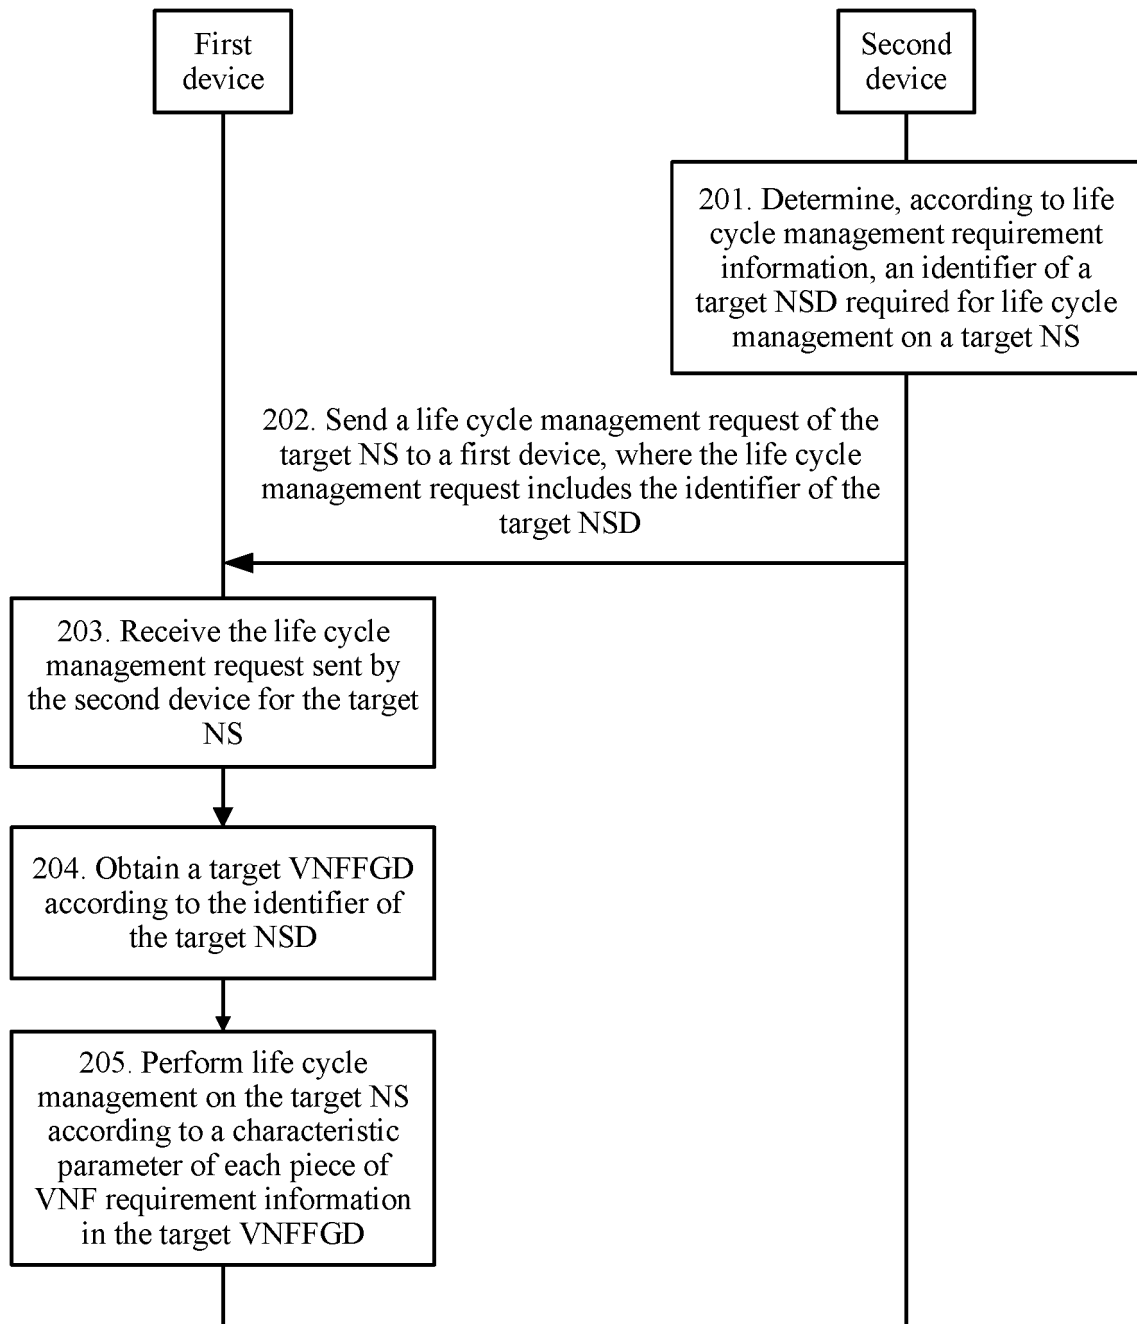 First
device
Second
device
201. Determine, according to life
cycle management requirement
information, an identifier of a
target NSD required for life cycle
management on a target NS
202. Send a life cycle management request of the
target NS to a first device, where the life cycle
management request includes the identifier of the
target NSD
203. Receive the life cycle
management request sent by
the second device for the target
NS
204. Obtain a target VNFFGD
according to the identifier of
the target NSD
205. Perform life cycle
management on the target NS
according to a characteristic
parameter of each piece of
VNF requirement information
in the target VNFFGD